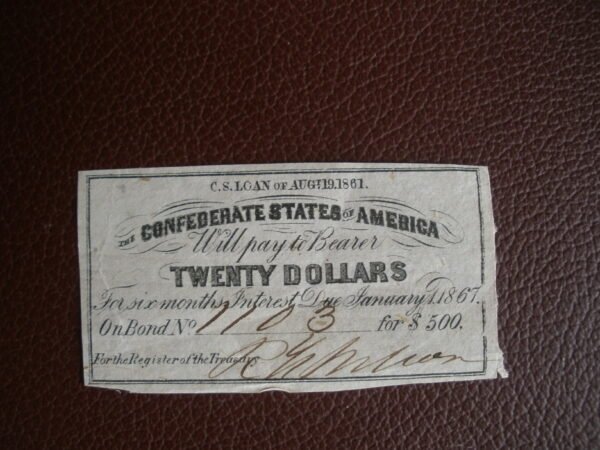 C.S. LOAN OF AUGT. 19. 1861.
THE CONFEDERATE STATES OF AMERICA
Will pay to Bearer
TWENTY DOLLARS
For six months Interest Due January 1. 1867.
On Bond No. 1103 for $ 500.
For the Register of the Treasury